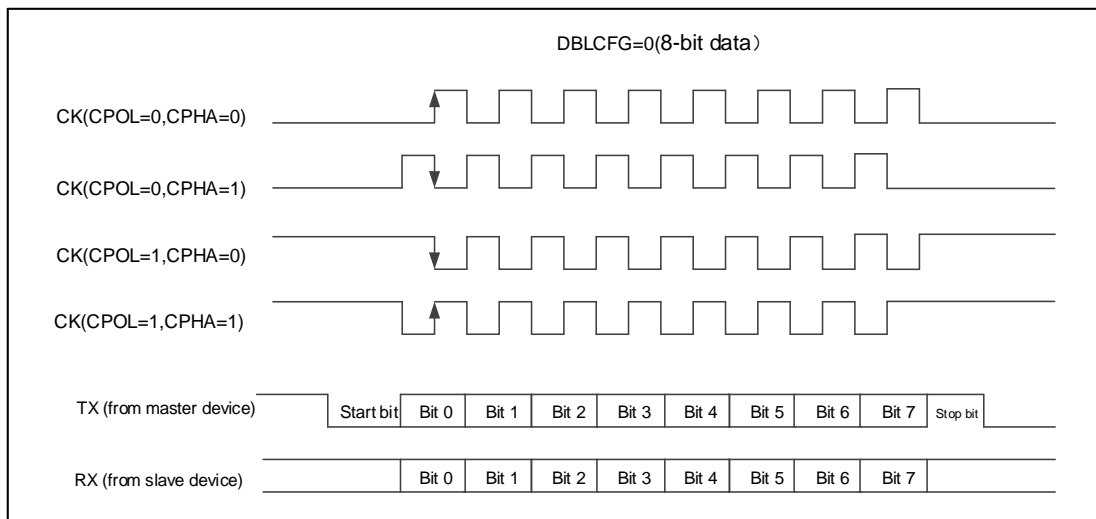 DBLCFG=0(8-bit data）
CK(CPOL=0,CPHA=0)
CK(CPOL=0,CPHA=1)
CK(CPOL=1,CPHA=0)
CK(CPOL=1,CPHA=1)
TX (from master device) Start bit Bit 0 Bit 1 Bit 2 Bit 3 Bit 4 Bit 5 Bit 6 Bit 7 Stop bit
RX (from slave device) Bit 0 Bit 1 Bit 2 Bit 3 Bit 4 Bit 5 Bit 6 Bit 7